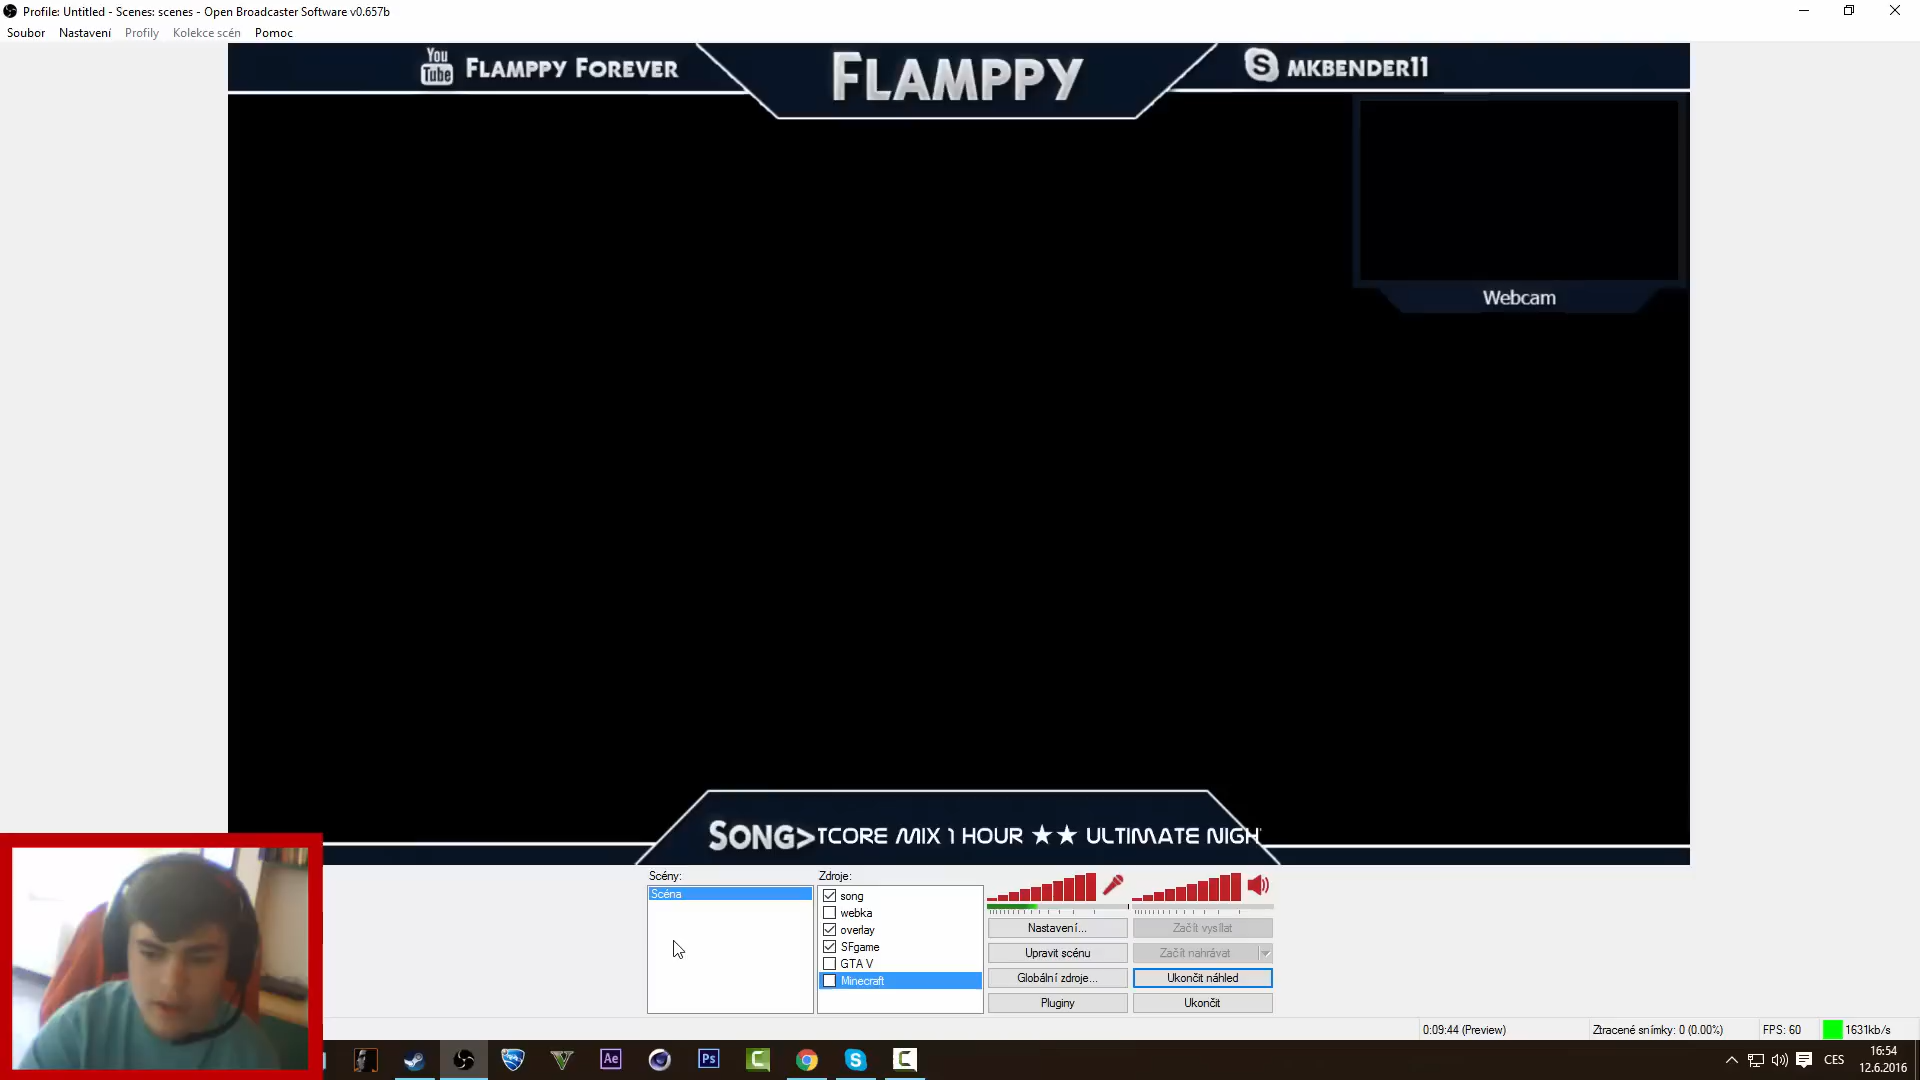 Profile: Untitled - Scenes: scenes - Open Broadcaster Software v0.657b
Soubor Nastavení Profily Kolekce scén Pomoc
You Tube FLAMPPY FOREVER
FLAMPPY
MKBENDER11
Webcam
SONG> TCORE MIX 1 HOUR ★★ ULTIMATE NIGH
Scény:
Scéna
Zdroje:
song
webka
overlay
SFgame
GTA V
Minecraft
Nastavení...
Začít vysílat
Upravit scénu
Začít nahrávat
Globální zdroje...
Ukončit náhled
Pluginy
Ukončit
0:09:44 (Preview)
Ztracené snímky: 0 (0.00%)
FPS: 60
1631kb/s
Ae
Ps
CES
16:54
12.6.2016